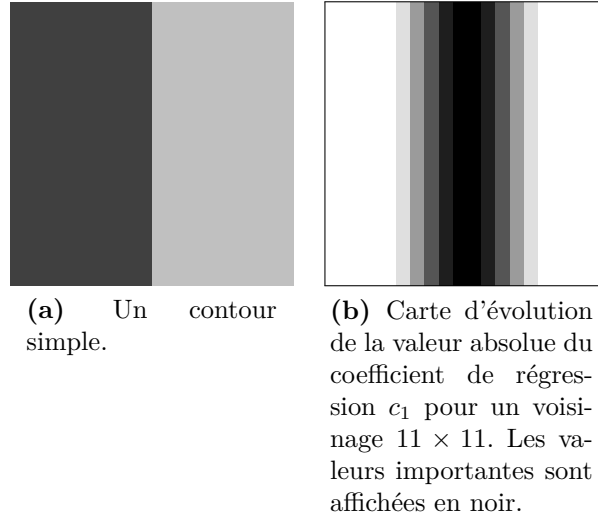 (a) Un contour
simple.
(b) Carte d'évolution
de la valeur absolue du
coefficient de régres-
sion c₁ pour un voisi-
nage 11 × 11. Les va-
leurs importantes sont
affichées en noir.